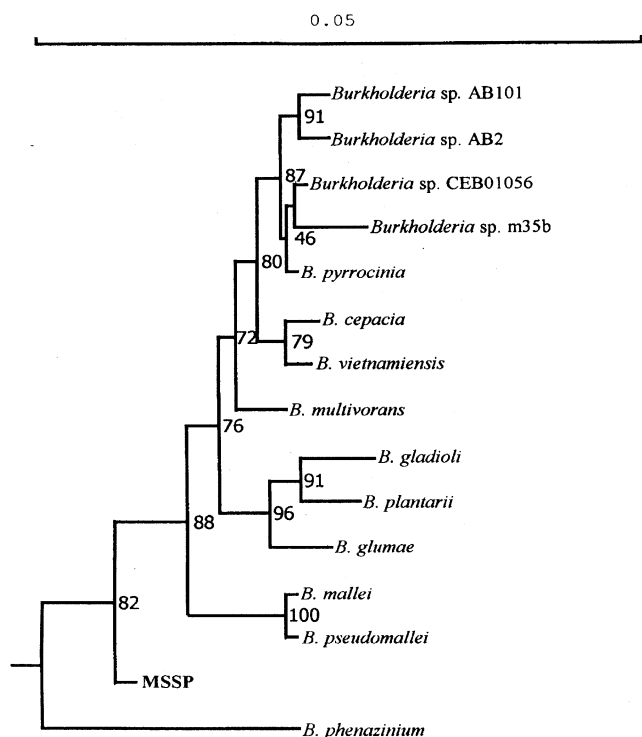 0.05
Burkholderia sp. AB101
91
Burkholderia sp. AB2
87
Burkholderia sp. CEB01056
46
Burkholderia sp. m35b
80
B. pyrrocinia
B. cepacia
72
79
B. vietnamiensis
B. multivorans
76
B. gladioli
91
B. plantarii
96
88
B. glumae
B. mallei
82
100
B. pseudomallei
MSSP
B. phenazinium